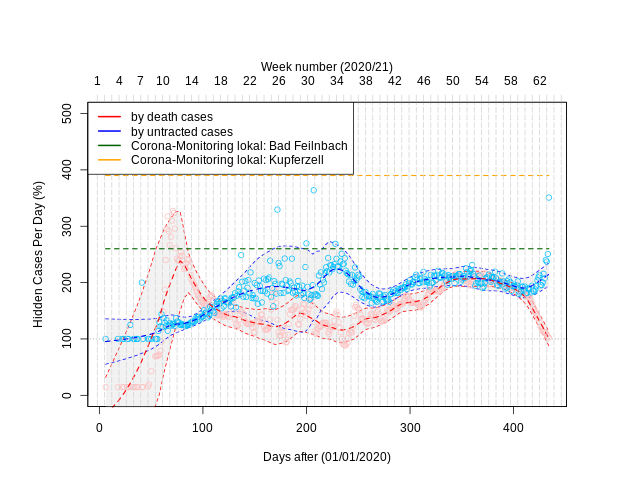 Week number (2020/21)
1 4 7 10 14 18 22 26 30 34 38 42 46 50 54 58 62
by death cases
by untracted cases
Corona-Monitoring lokal: Bad Feilnbach
Corona-Monitoring lokal: Kupferzell
Hidden Cases Per Day (%)
500
400
300
200
100
0
0 100 200 300 400
Days after (01/01/2020)